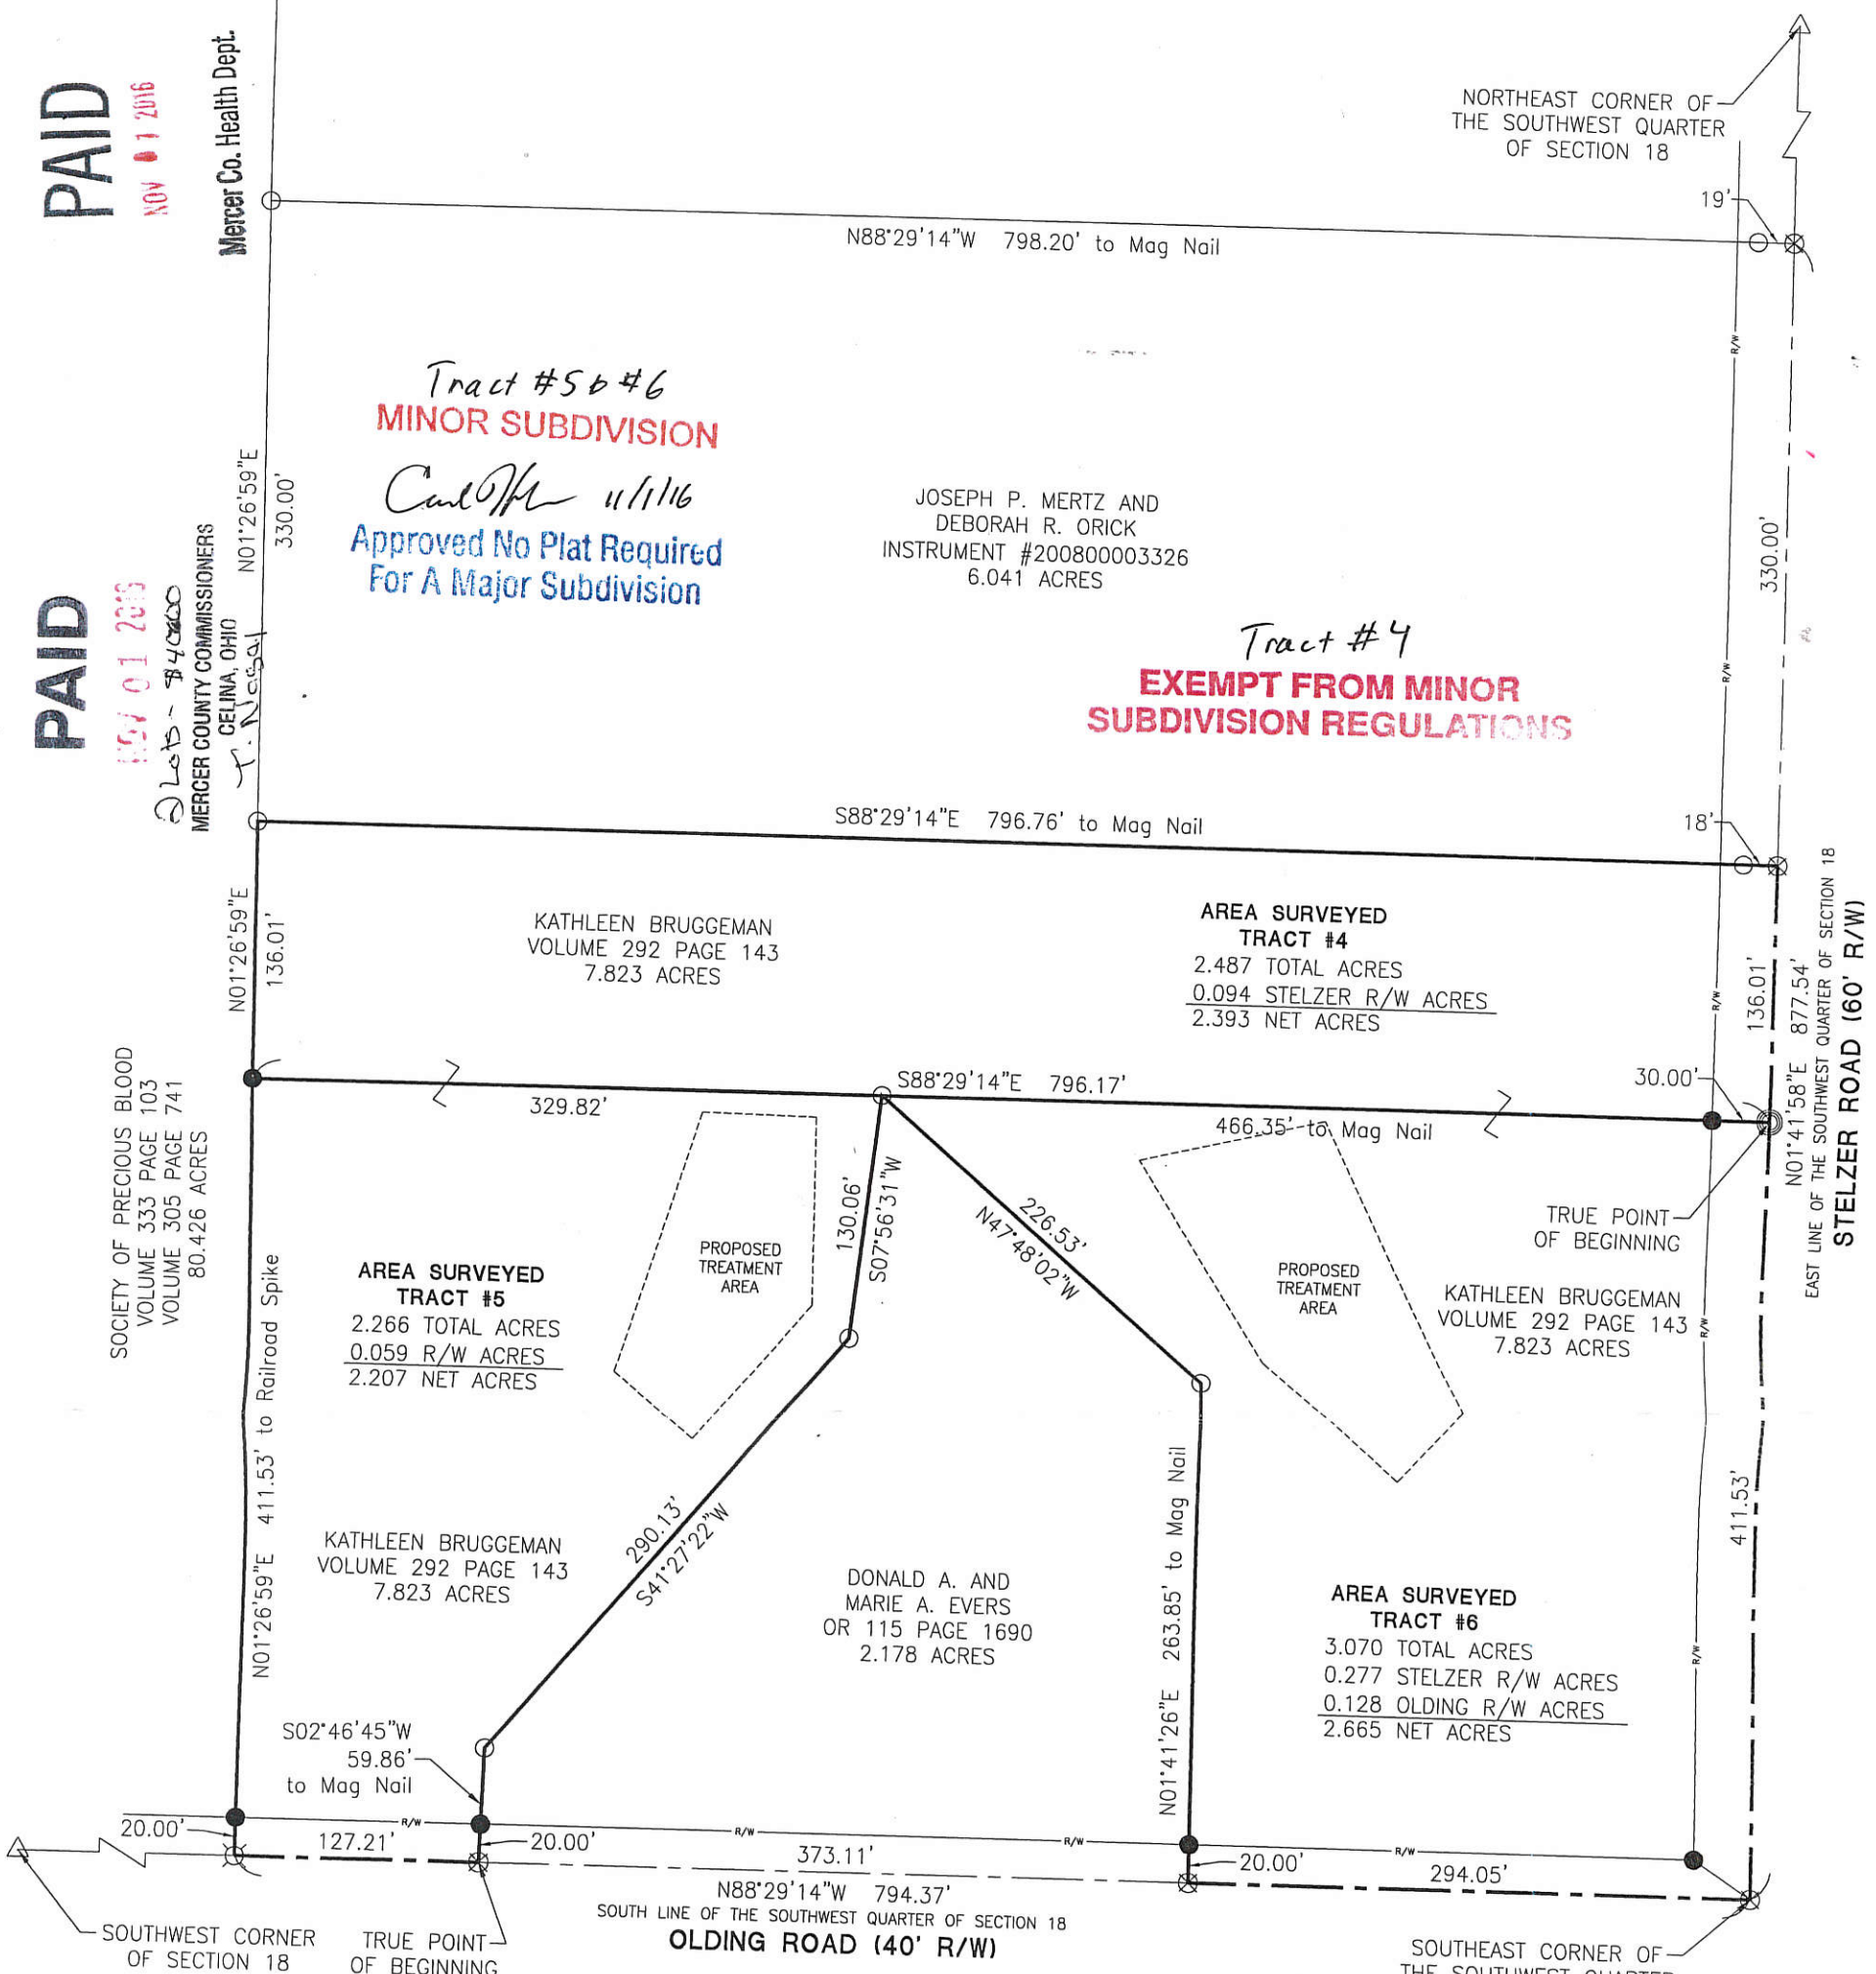 PAID
NOV 01 2016
Mercer Co. Health Dept.
NORTHEAST CORNER OF
THE SOUTHWEST QUARTER
OF SECTION 18
19'
N88°29'14"W 798.20' to Mag Nail
R/W
Tract #5 & #6
MINOR SUBDIVISION
11/1/16
Approved No Plat Required
For A Major Subdivision
N01°26'59"E
330.00'
JOSEPH P. MERTZ AND
DEBORAH R. ORICK
INSTRUMENT #200800003326
6.041 ACRES
330.00'
Tract #4
EXEMPT FROM MINOR
SUBDIVISION REGULATIONS
R/W
PAID
NOV 01 2016
2 Lots -
MERCER COUNTY COMMISSIONERS
CELINA, OHIO
T. Nagel
S88°29'14"E 796.76' to Mag Nail
18'
N01°26'59"E
136.01'
KATHLEEN BRUGGEMAN
VOLUME 292 PAGE 143
7.823 ACRES
AREA SURVEYED
TRACT #4
2.487 TOTAL ACRES
0.094 STELZER R/W ACRES
2.393 NET ACRES
R/W
136.01'
N01°41'58"E 877.54'
EAST LINE OF THE SOUTHWEST QUARTER OF SECTION 18
STELZER ROAD (60' R/W)
SOCIETY OF PRECIOUS BLOOD
VOLUME 333 PAGE 103
VOLUME 305 PAGE 741
80.426 ACRES
S88°29'14"E 796.17'
30.00'
329.82'
466.35' to Mag Nail
130.06'
S07°56'31"W
226.53'
N47°48'02"W
TRUE POINT
OF BEGINNING
PROPOSED
TREATMENT
AREA
PROPOSED
TREATMENT
AREA
AREA SURVEYED
TRACT #5
2.266 TOTAL ACRES
0.059 R/W ACRES
2.207 NET ACRES
KATHLEEN BRUGGEMAN
VOLUME 292 PAGE 143
7.823 ACRES
R/W
N01°26'59"E 411.53' to Railroad Spike
411.53'
290.13'
S41°27'22"W
KATHLEEN BRUGGEMAN
VOLUME 292 PAGE 143
7.823 ACRES
DONALD A. AND
MARIE A. EVERS
OR 115 PAGE 1690
2.178 ACRES
N01°41'26"E 263.85' to Mag Nail
AREA SURVEYED
TRACT #6
3.070 TOTAL ACRES
0.277 STELZER R/W ACRES
0.128 OLDING R/W ACRES
2.665 NET ACRES
R/W
S02°46'45"W
59.86'
to Mag Nail
20.00'
127.21'
R/W
20.00'
R/W
373.11'
R/W
20.00'
R/W
294.05'
N88°29'14"W 794.37'
SOUTH LINE OF THE SOUTHWEST QUARTER OF SECTION 18
OLDING ROAD (40' R/W)
SOUTHWEST CORNER
OF SECTION 18
TRUE POINT
OF BEGINNING
SOUTHEAST CORNER OF
THE SOUTHWEST QUARTER